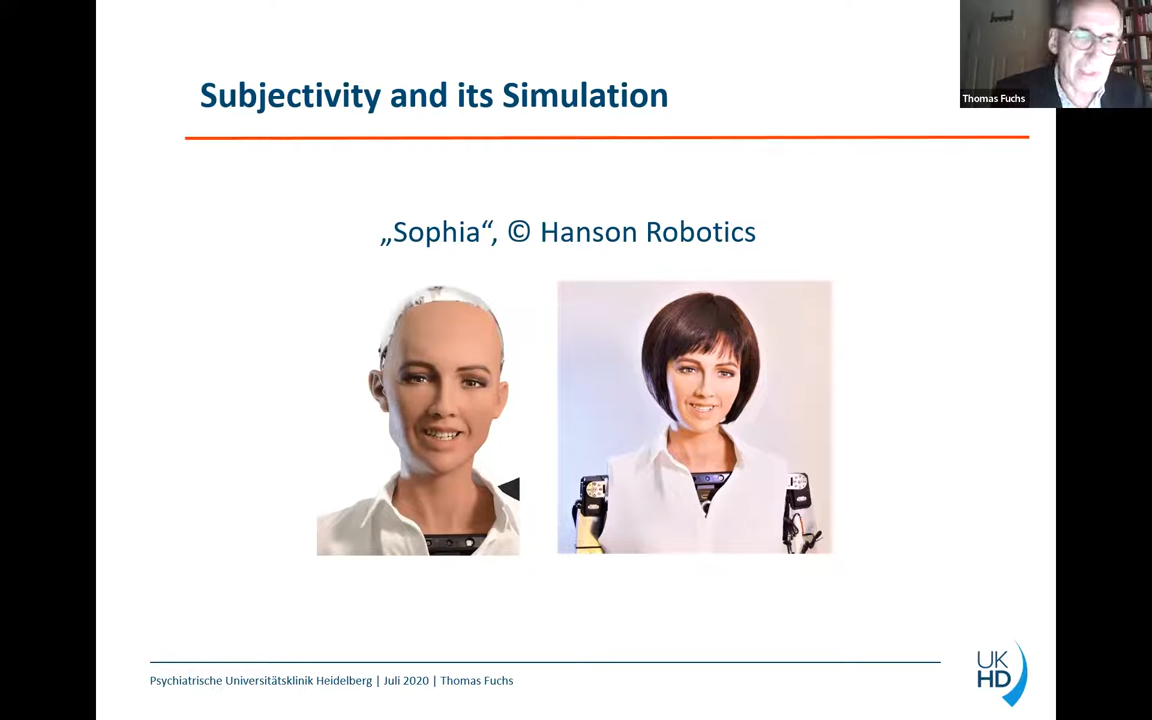 Subjectivity and its Simulation
Thomas Fuchs
„Sophia“, © Hanson Robotics
Psychiatrische Universitätsklinik Heidelberg | Juli 2020 | Thomas Fuchs
UK
HD